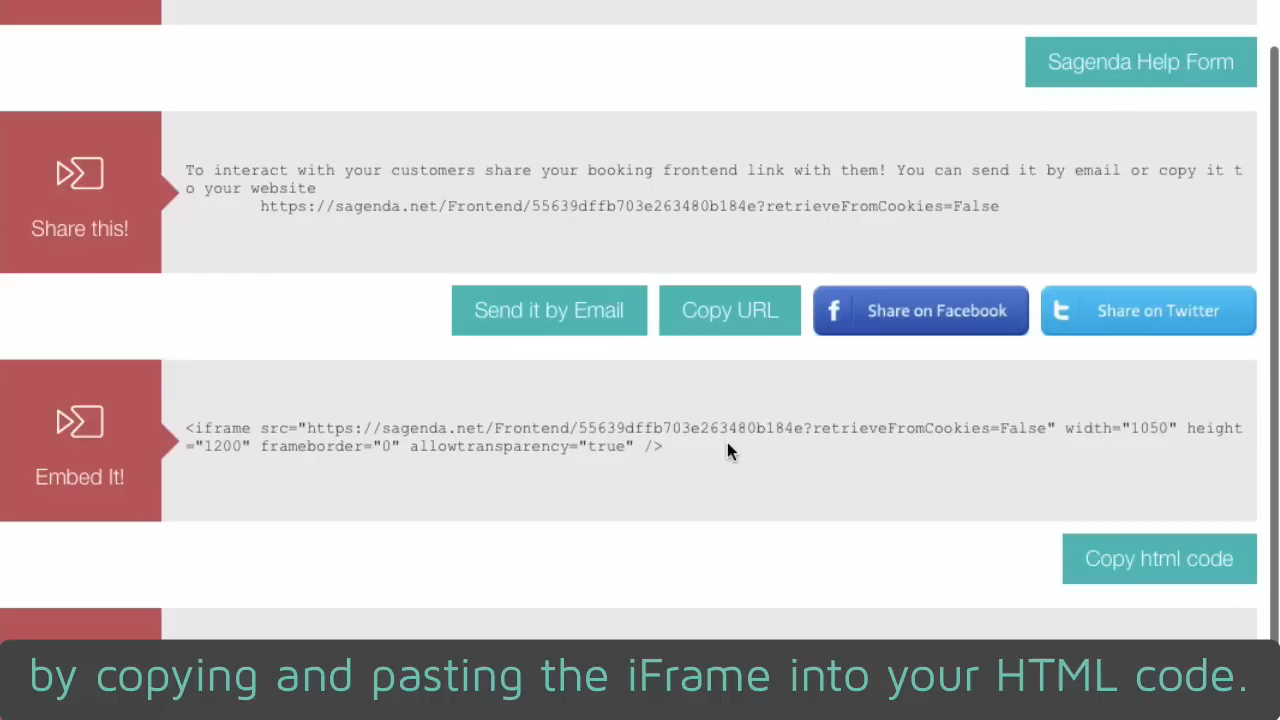 Sagenda Help Form
To interact with your customers share your booking frontend link with them! You can send it by email or copy it t
o your website
https://sagenda.net/Frontend/55639dffb703e263480b184e?retrieveFromCookies=False
Share this!
Send it by Email
Copy URL
f Share on Facebook
t Share on Twitter
<iframe src="https://sagenda.net/Frontend/55639dffb703e263480b184e?retrieveFromCookies=False" width="1050" height
="1200" frameborder="0" allowtransparency="true" />
Embed It!
Copy html code
by copying and pasting the iFrame into your HTML code.